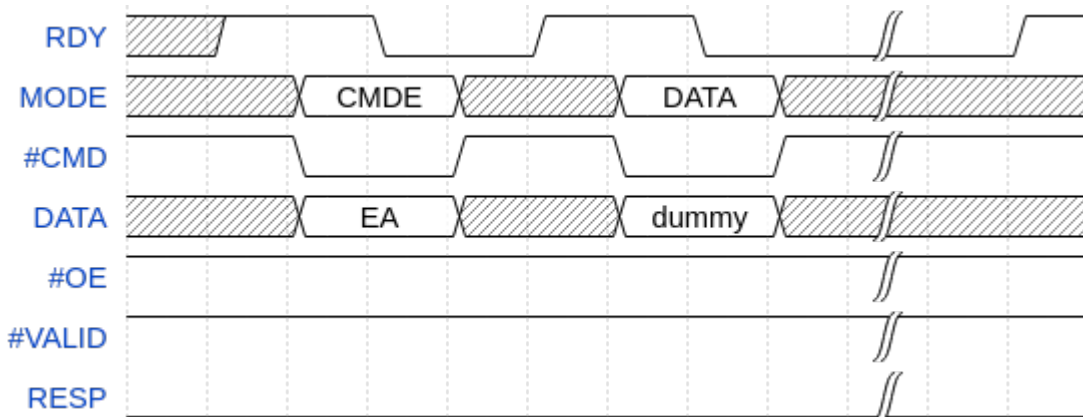 RDY
MODE CMDE DATA
#CMD
DATA EA dummy
#OE
#VALID
RESP